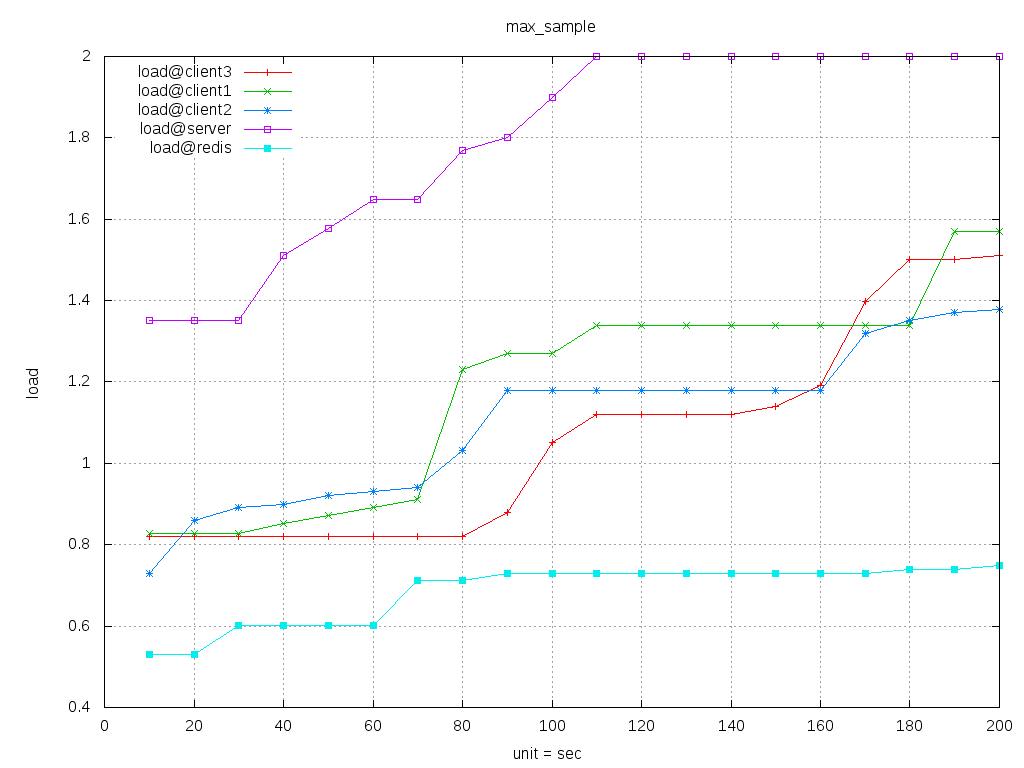 max_sample
load@client3
load@client1
load@client2
load@server
load@redis
2
1.8
1.6
1.4
1.2
1
0.8
0.6
0.4
load
0 20 40 60 80 100 120 140 160 180 200
unit = sec